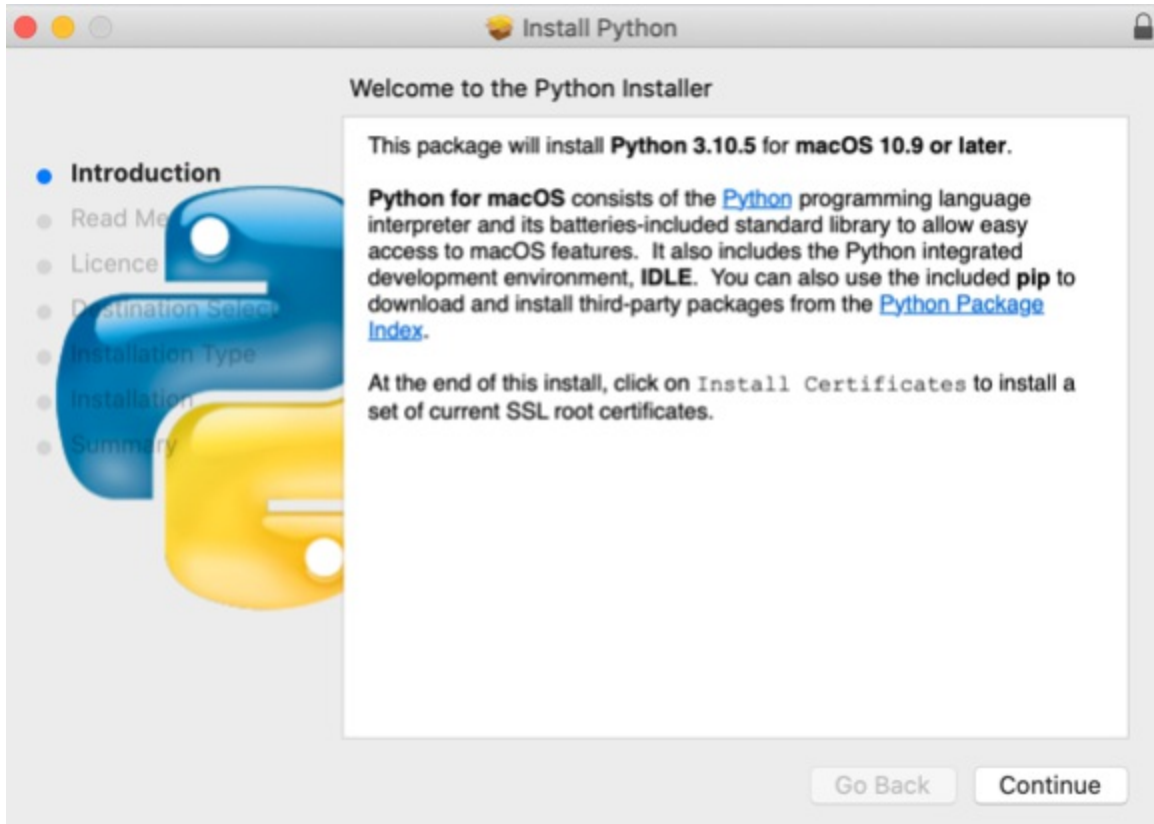 Install Python
Welcome to the Python Installer
Introduction
Read Me
Licence
Destination Select
Installation Type
Installation
Summary
This package will install Python 3.10.5 for macOS 10.9 or later.
Python for macOS consists of the Python programming language
interpreter and its batteries-included standard library to allow easy
access to macOS features. It also includes the Python integrated
development environment, IDLE. You can also use the included pip to
download and install third-party packages from the Python Package
Index.
At the end of this install, click on Install Certificates to install a
set of current SSL root certificates.
Go Back
Continue